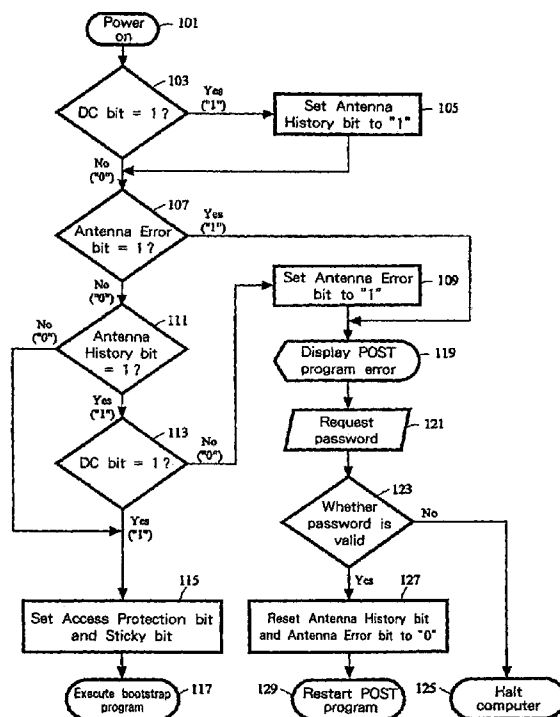 Power
on
101
103
DC bit = 1?
Yes
("1")
Set Antenna
History bit to "1"
105
No
("0")
107
Antenna Error
bit = 1?
Yes
("1")
No
("0")
Set Antenna Error
bit to "1"
109
No
("0")
111
Antenna
History bit
= 1?
Display POST
program error
119
Yes
("1")
113
DC bit = 1?
No
("0")
Request
password
121
123
Whether
password is
valid
No
Yes
("1")
Yes
115
Set Access Protection bit
and Sticky bit
127
Reset Antenna History bit
and Antenna Error bit to "0"
Execute bootstrap
program
117
129
Restart POST
program
125
Halt
computer